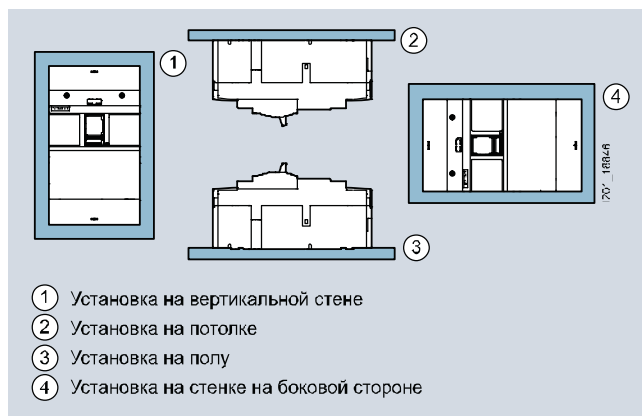 1
2
3
4
I201_18846
1 Установка на вертикальной стене
2 Установка на потолке
3 Установка на полу
4 Установка на стенке на боковой стороне